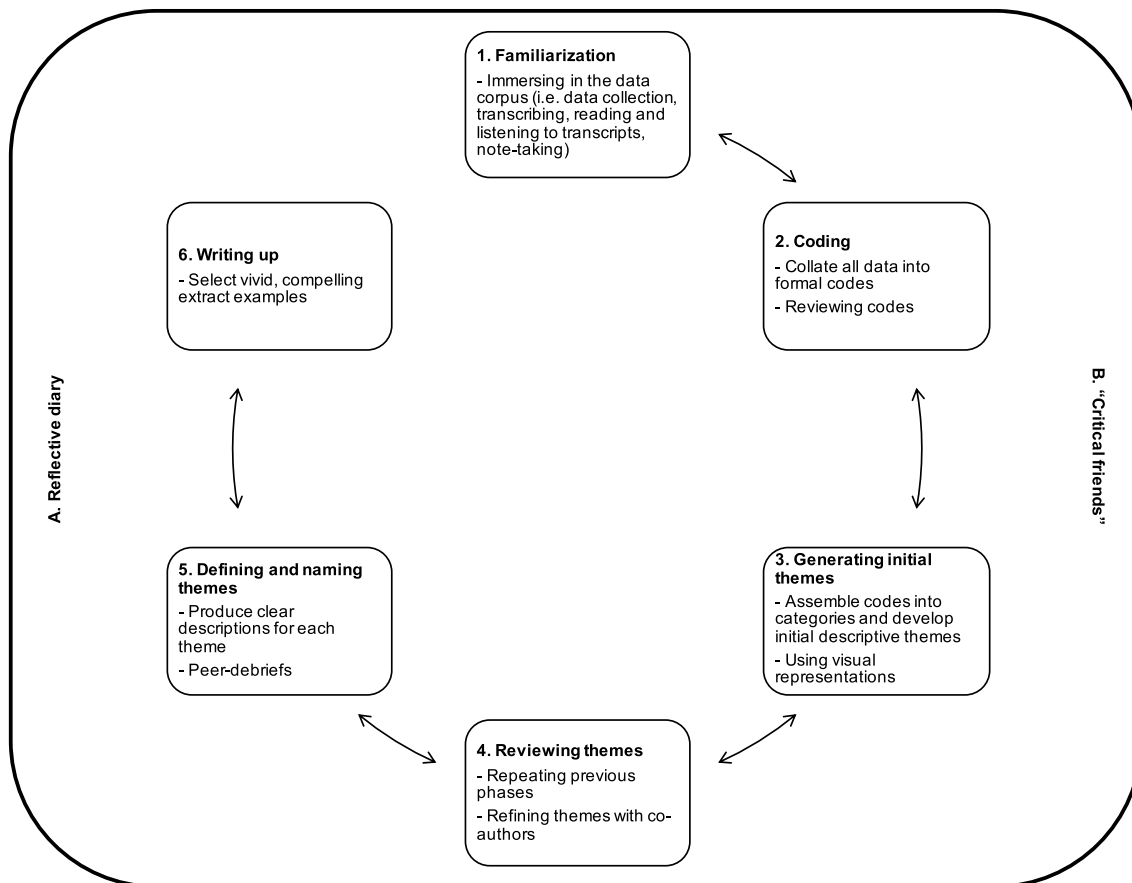 1. Familiarization
- Immersing in the data
corpus (i.e. data collection,
transcribing, reading and
listening to transcripts,
note-taking)
2. Coding
- Collate all data into
formal codes
- Reviewing codes
3. Generating initial
themes
- Assemble codes into
categories and develop
initial descriptive themes
- Using visual
representations
4. Reviewing themes
- Repeating previous
phases
- Refining themes with co-
authors
5. Defining and naming
themes
- Produce clear
descriptions for each
theme
- Peer-debriefs
6. Writing up
- Select vivid, compelling
extract examples
A. Reflective diary
B. “Critical friends”